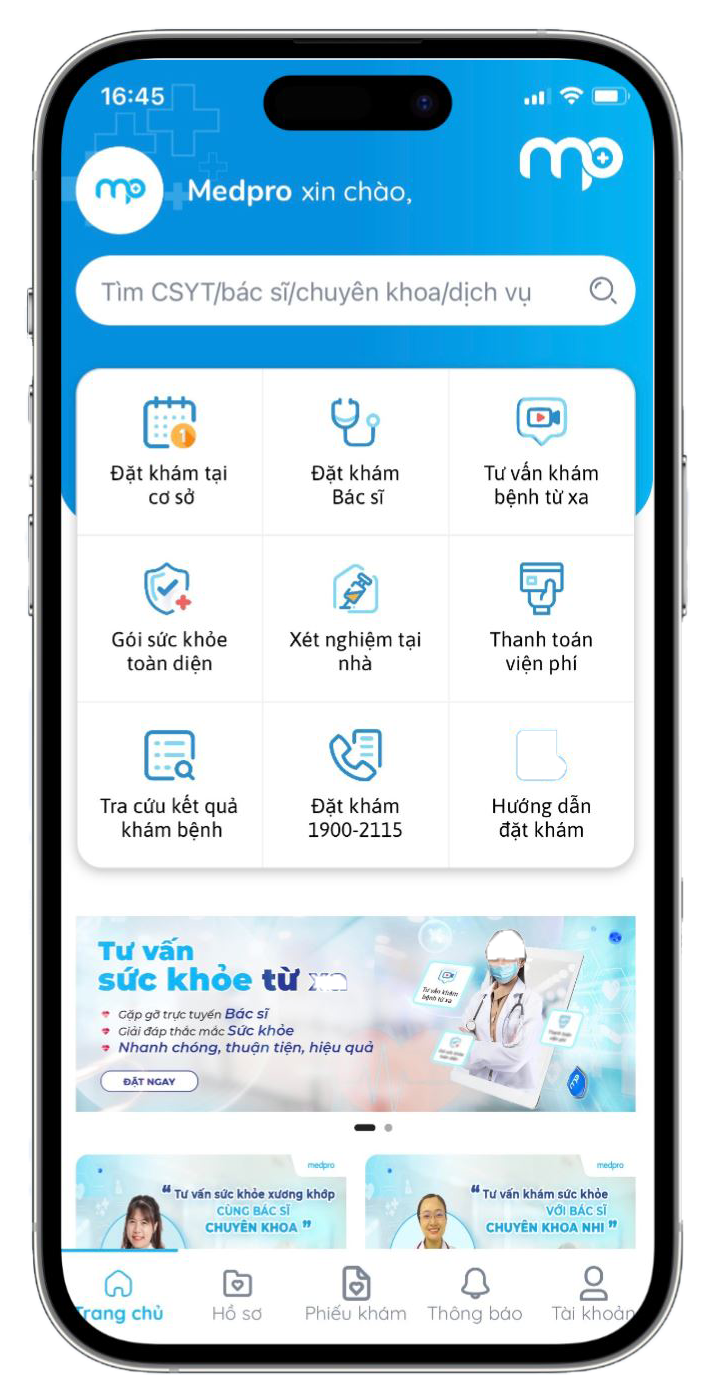 16:45
mp
mp
Medpro xin chào,
Tìm CSYT/bác sĩ/chuyên khoa/dịch vụ
1
Đặt khám tại
cơ sở
Đặt khám
Bác sĩ
Tư vấn khám
bệnh từ xa
Gói sức khỏe
toàn diện
Xét nghiệm tại
nhà
Thanh toán
viện phí
Tra cứu kết quả
khám bệnh
Đặt khám
1900-2115
Hướng dẫn
đặt khám
Tư vấn
sức khỏe từ xa
Gặp gỡ trực tuyến Bác sĩ
Giải đáp thắc mắc Sức khỏe
Nhanh chóng, thuận tiện, hiệu quả
ĐẶT NGAY
Tư vấn khám
bệnh từ xa
mp
medpro
❝ Tư vấn sức khỏe xương khớp
CÙNG BÁC SĨ
CHUYÊN KHOA ❞
medpro
❝ Tư vấn khám sức khỏe
VỚI BÁC SĨ
CHUYÊN KHOA NHI ❞
Trang chủ
Hồ sơ
Phiếu khám
Thông báo
Tài khoản